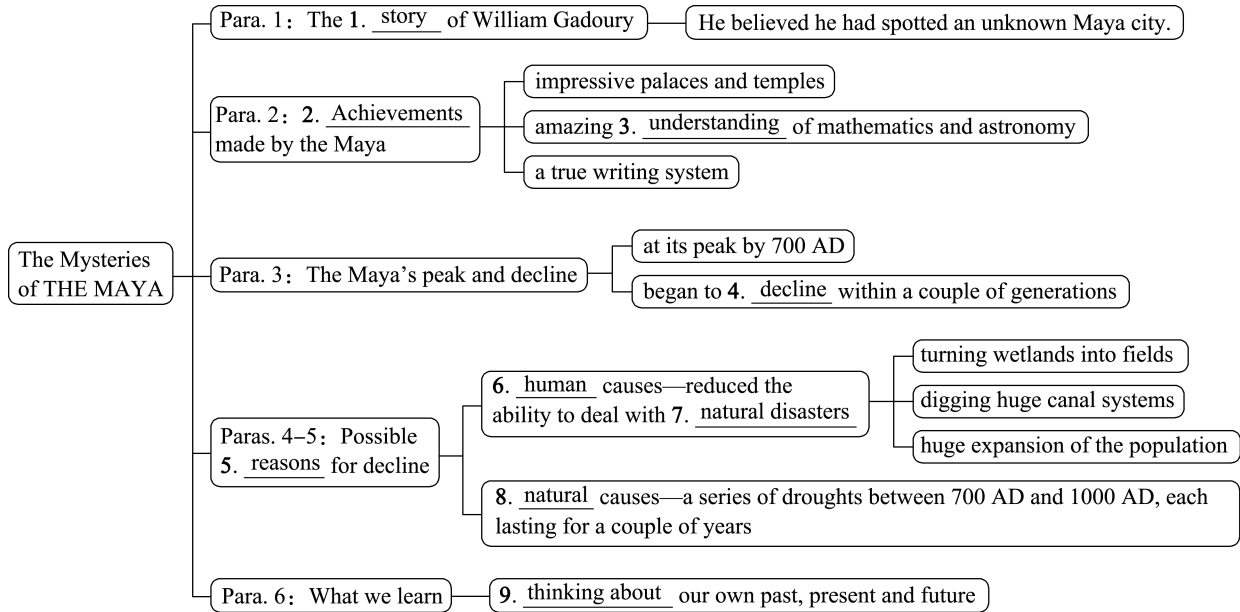 Para. 1：The 1. story of William Gadoury
He believed he had spotted an unknown Maya city.
Para. 2：2. Achievements
made by the Maya
impressive palaces and temples
amazing 3. understanding of mathematics and astronomy
a true writing system
The Mysteries
of THE MAYA
Para. 3：The Maya's peak and decline
at its peak by 700 AD
began to 4. decline within a couple of generations
Paras. 4–5：Possible
5. reasons for decline
6. human causes—reduced the
ability to deal with 7. natural disasters
turning wetlands into fields
digging huge canal systems
huge expansion of the population
8. natural causes—a series of droughts between 700 AD and 1000 AD, each
lasting for a couple of years
Para. 6：What we learn
9. thinking about our own past, present and future